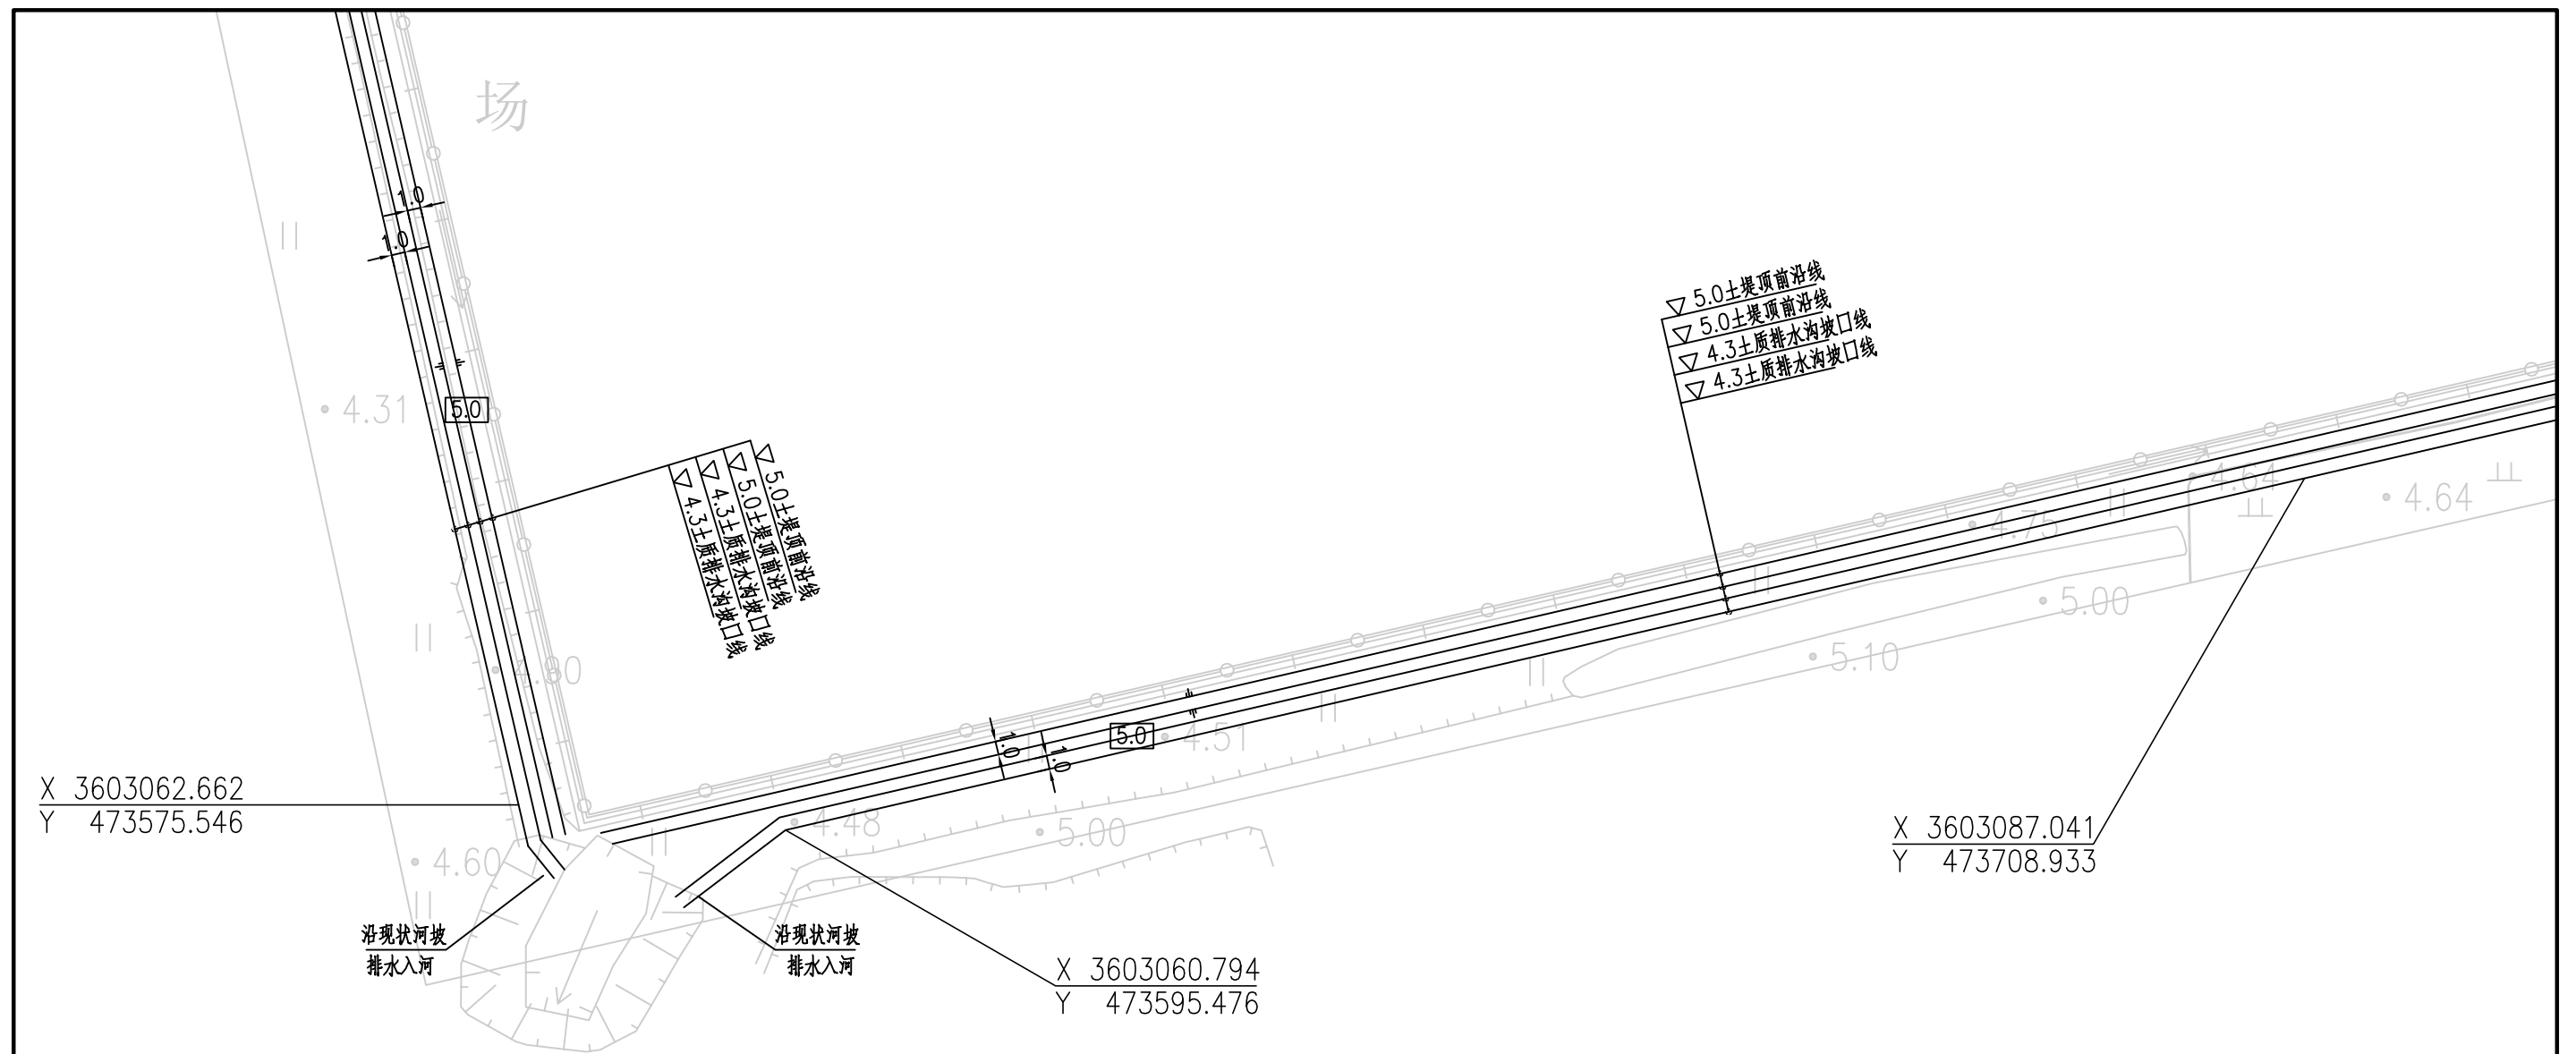 场
1.0
1.0
▽ 5.0土堤顶前沿线
▽ 5.0土堤顶前沿线
▽ 4.3土质排水沟坡口线
▽ 4.3土质排水沟坡口线
4.31
5.0
▽ 5.0土堤顶前沿线
▽ 5.0土堤顶前沿线
▽ 4.3土质排水沟坡口线
▽ 4.3土质排水沟坡口线
4.64
4.64
4.75
5.00
5.10
4.80
5.0
4.51
1.0
1.0
X 3603062.662
Y 473575.546
4.48
5.00
X 3603087.041
Y 473708.933
4.60
沿现状河坡
排水入河
沿现状河坡
排水入河
X 3603060.794
Y 473595.476